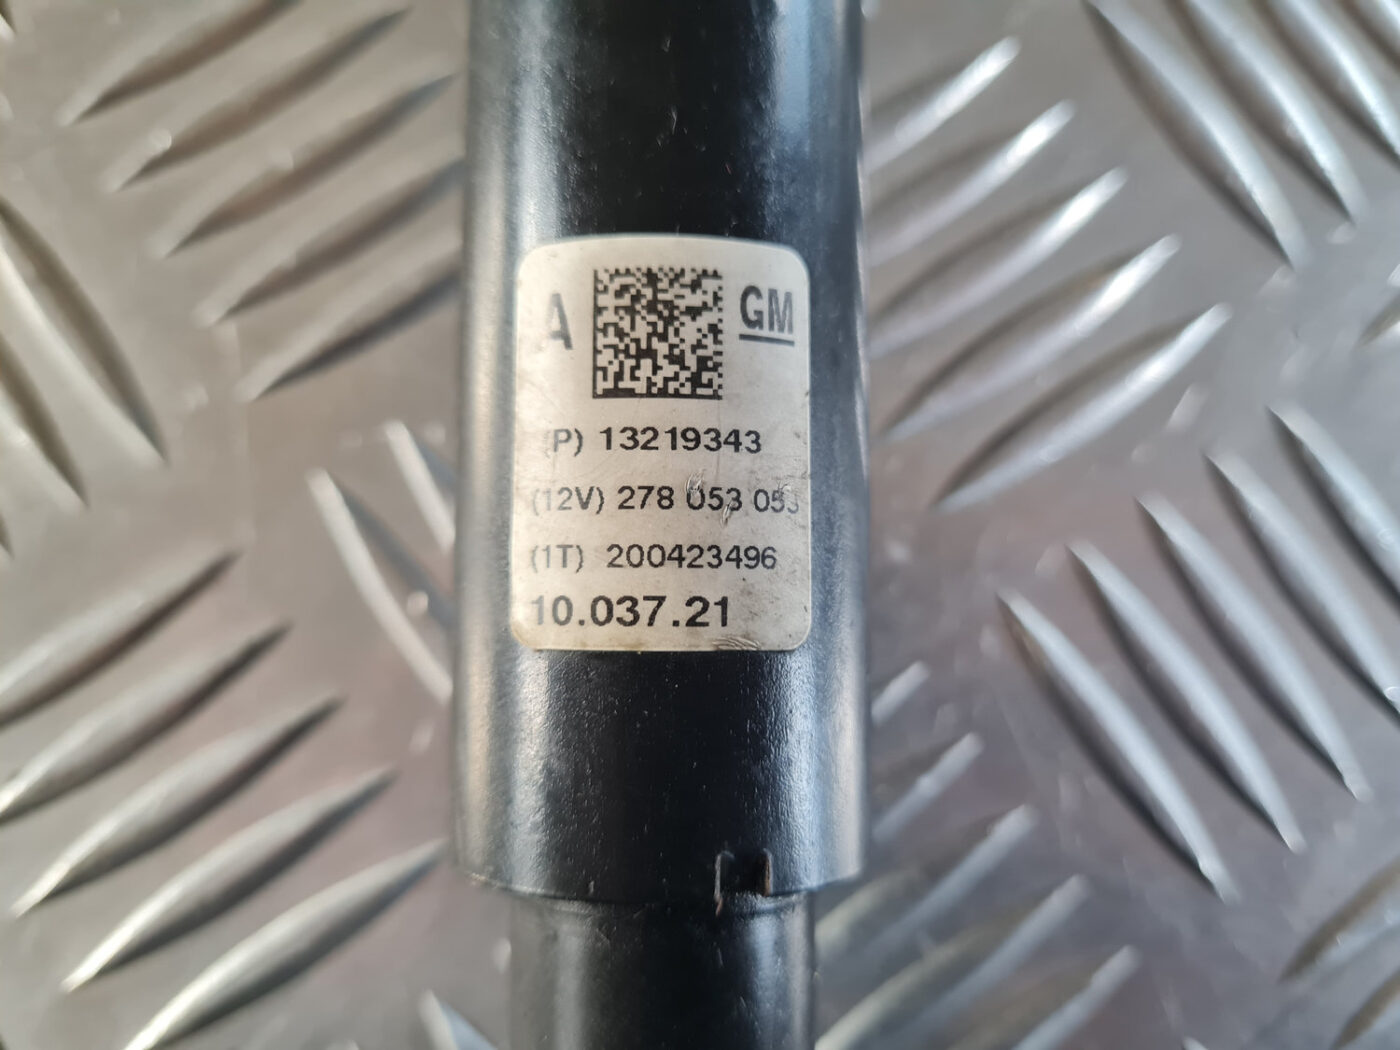 A GM
(P) 13219343
(12V) 278 053 053
(1T) 200423496
10.037.21